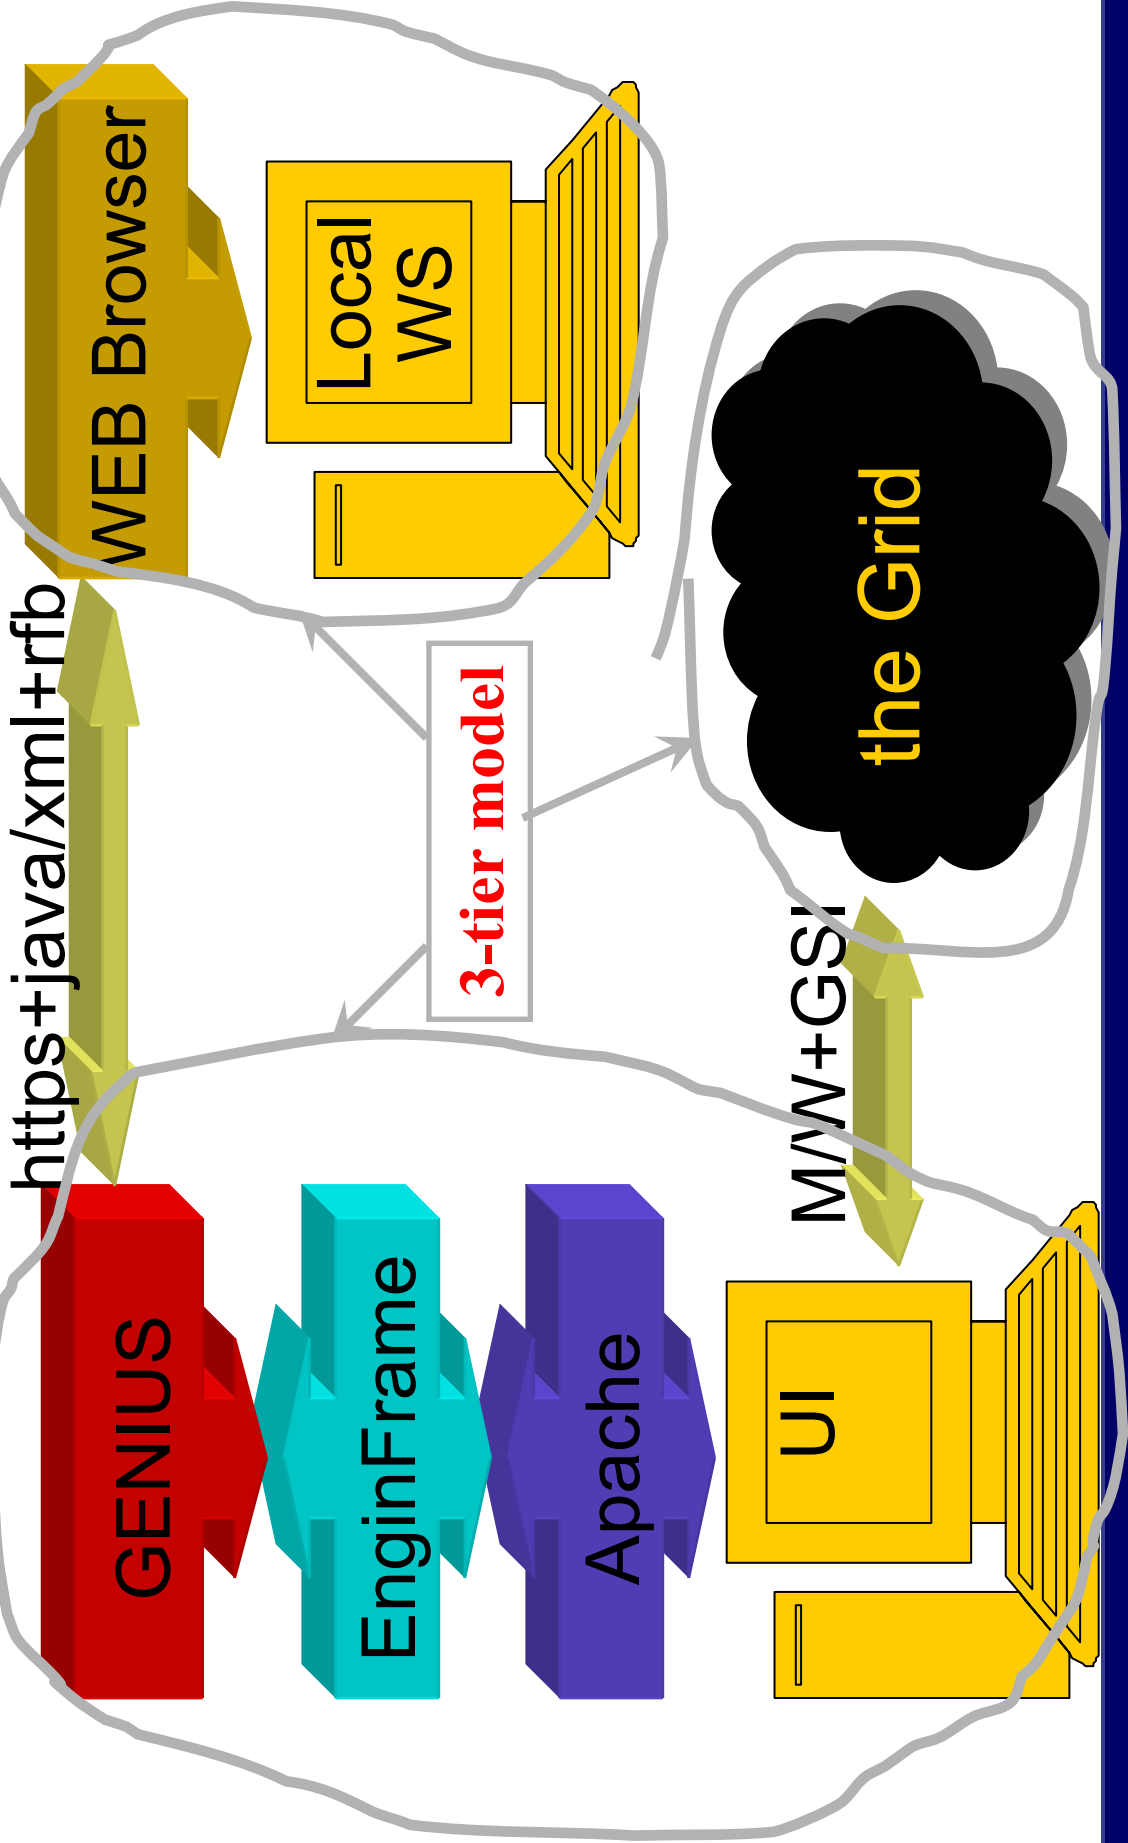 https+java/xml+rfb
WEB Browser
GENIUS
Local
WS
EnginFrame
3-tier model
Apache
the Grid
M/W+GSI
UI